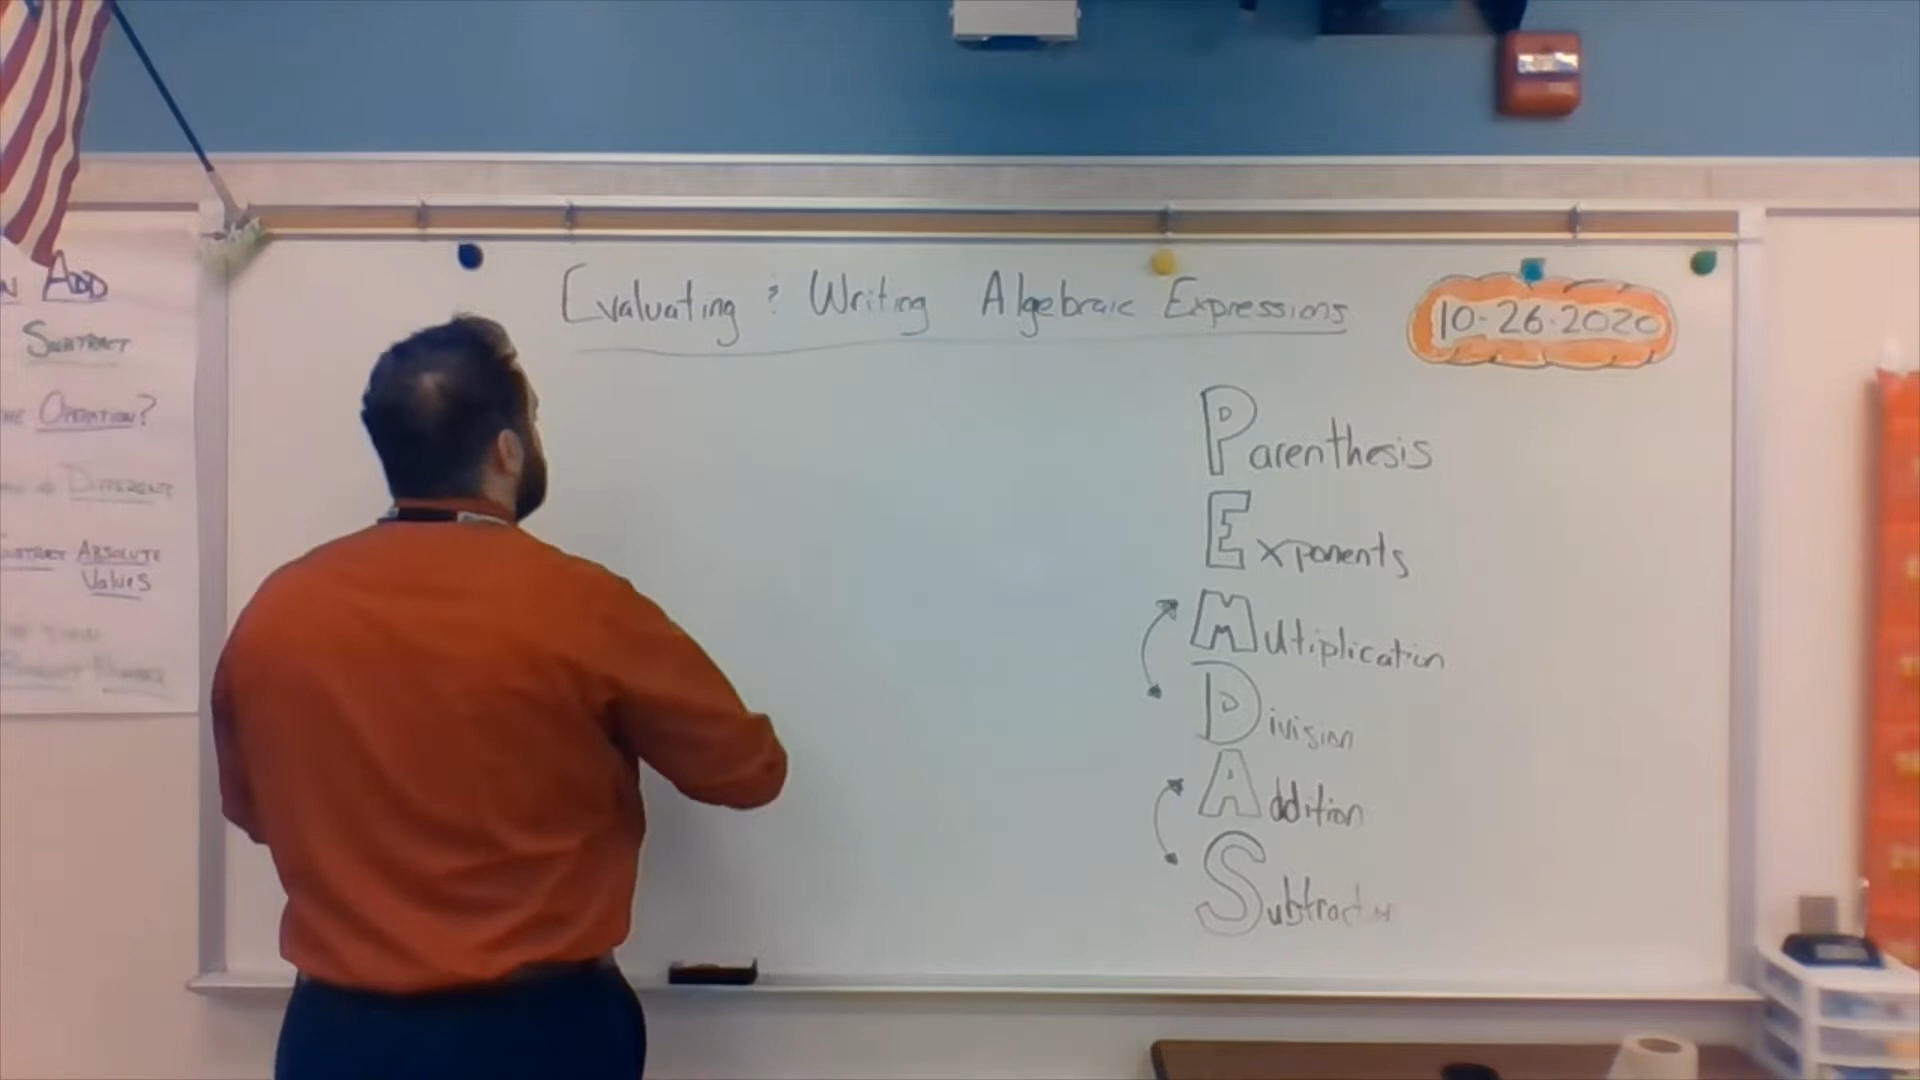 Evaluating & Writing Algebraic Expressions
10-26-2020
Parenthesis
Exponents
Multiplication
Division
Addition
Subtraction
ADD
SUBTRACT
THE OPERATION?
DIFFERENT
SUBTRACT ABSOLUTE
Values